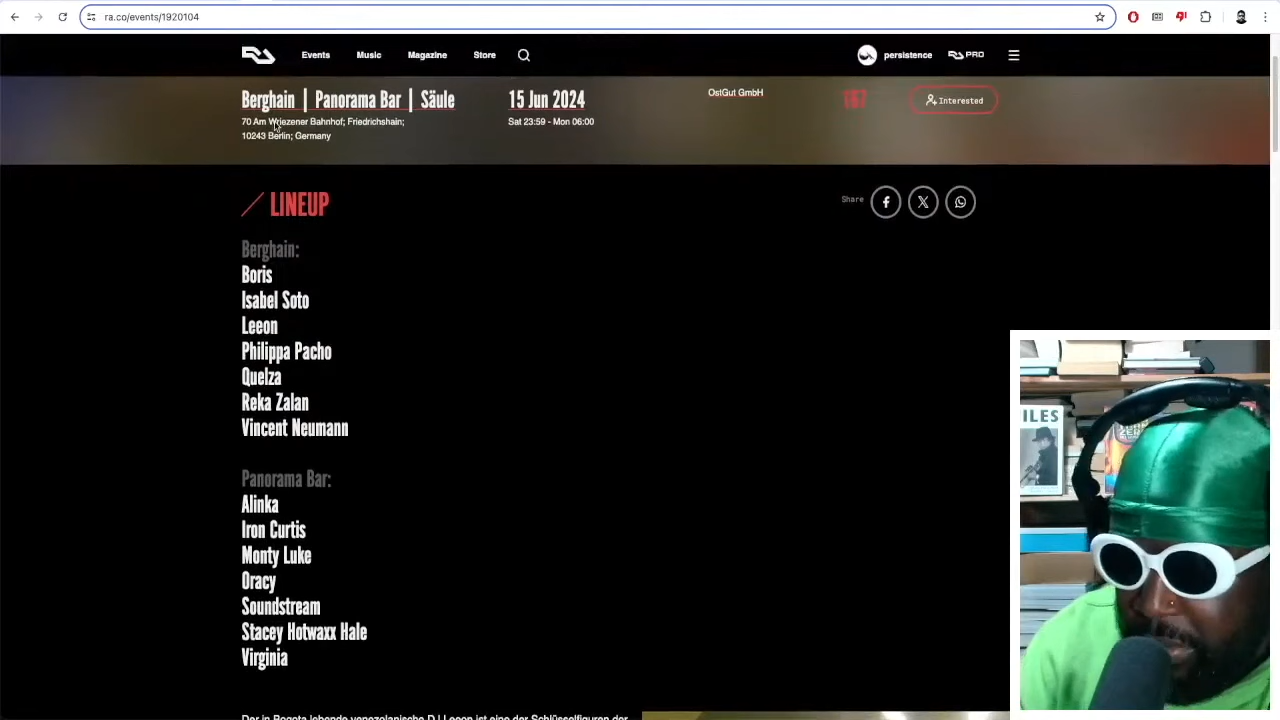 ra.co/events/1920104
Events Music Magazine Store
persistence
RA PRO
Berghain | Panorama Bar | Säule
70 Am Wriezener Bahnhof; Friedrichshain;
10243 Berlin; Germany
15 Jun 2024
Sat 23:59 - Mon 06:00
OstGut GmbH
167
Interested
LINEUP
Share
Berghain:
Boris
Isabel Soto
Leeon
Philippa Pacho
Quelza
Reka Zalan
Vincent Neumann
Panorama Bar:
Alinka
Iron Curtis
Monty Luke
Oracy
Soundstream
Stacey Hotwaxx Hale
Virginia
Der in Bogota lebende venezolanische DJ Leeon ist eine der Schlüsselfiguren der
ILES